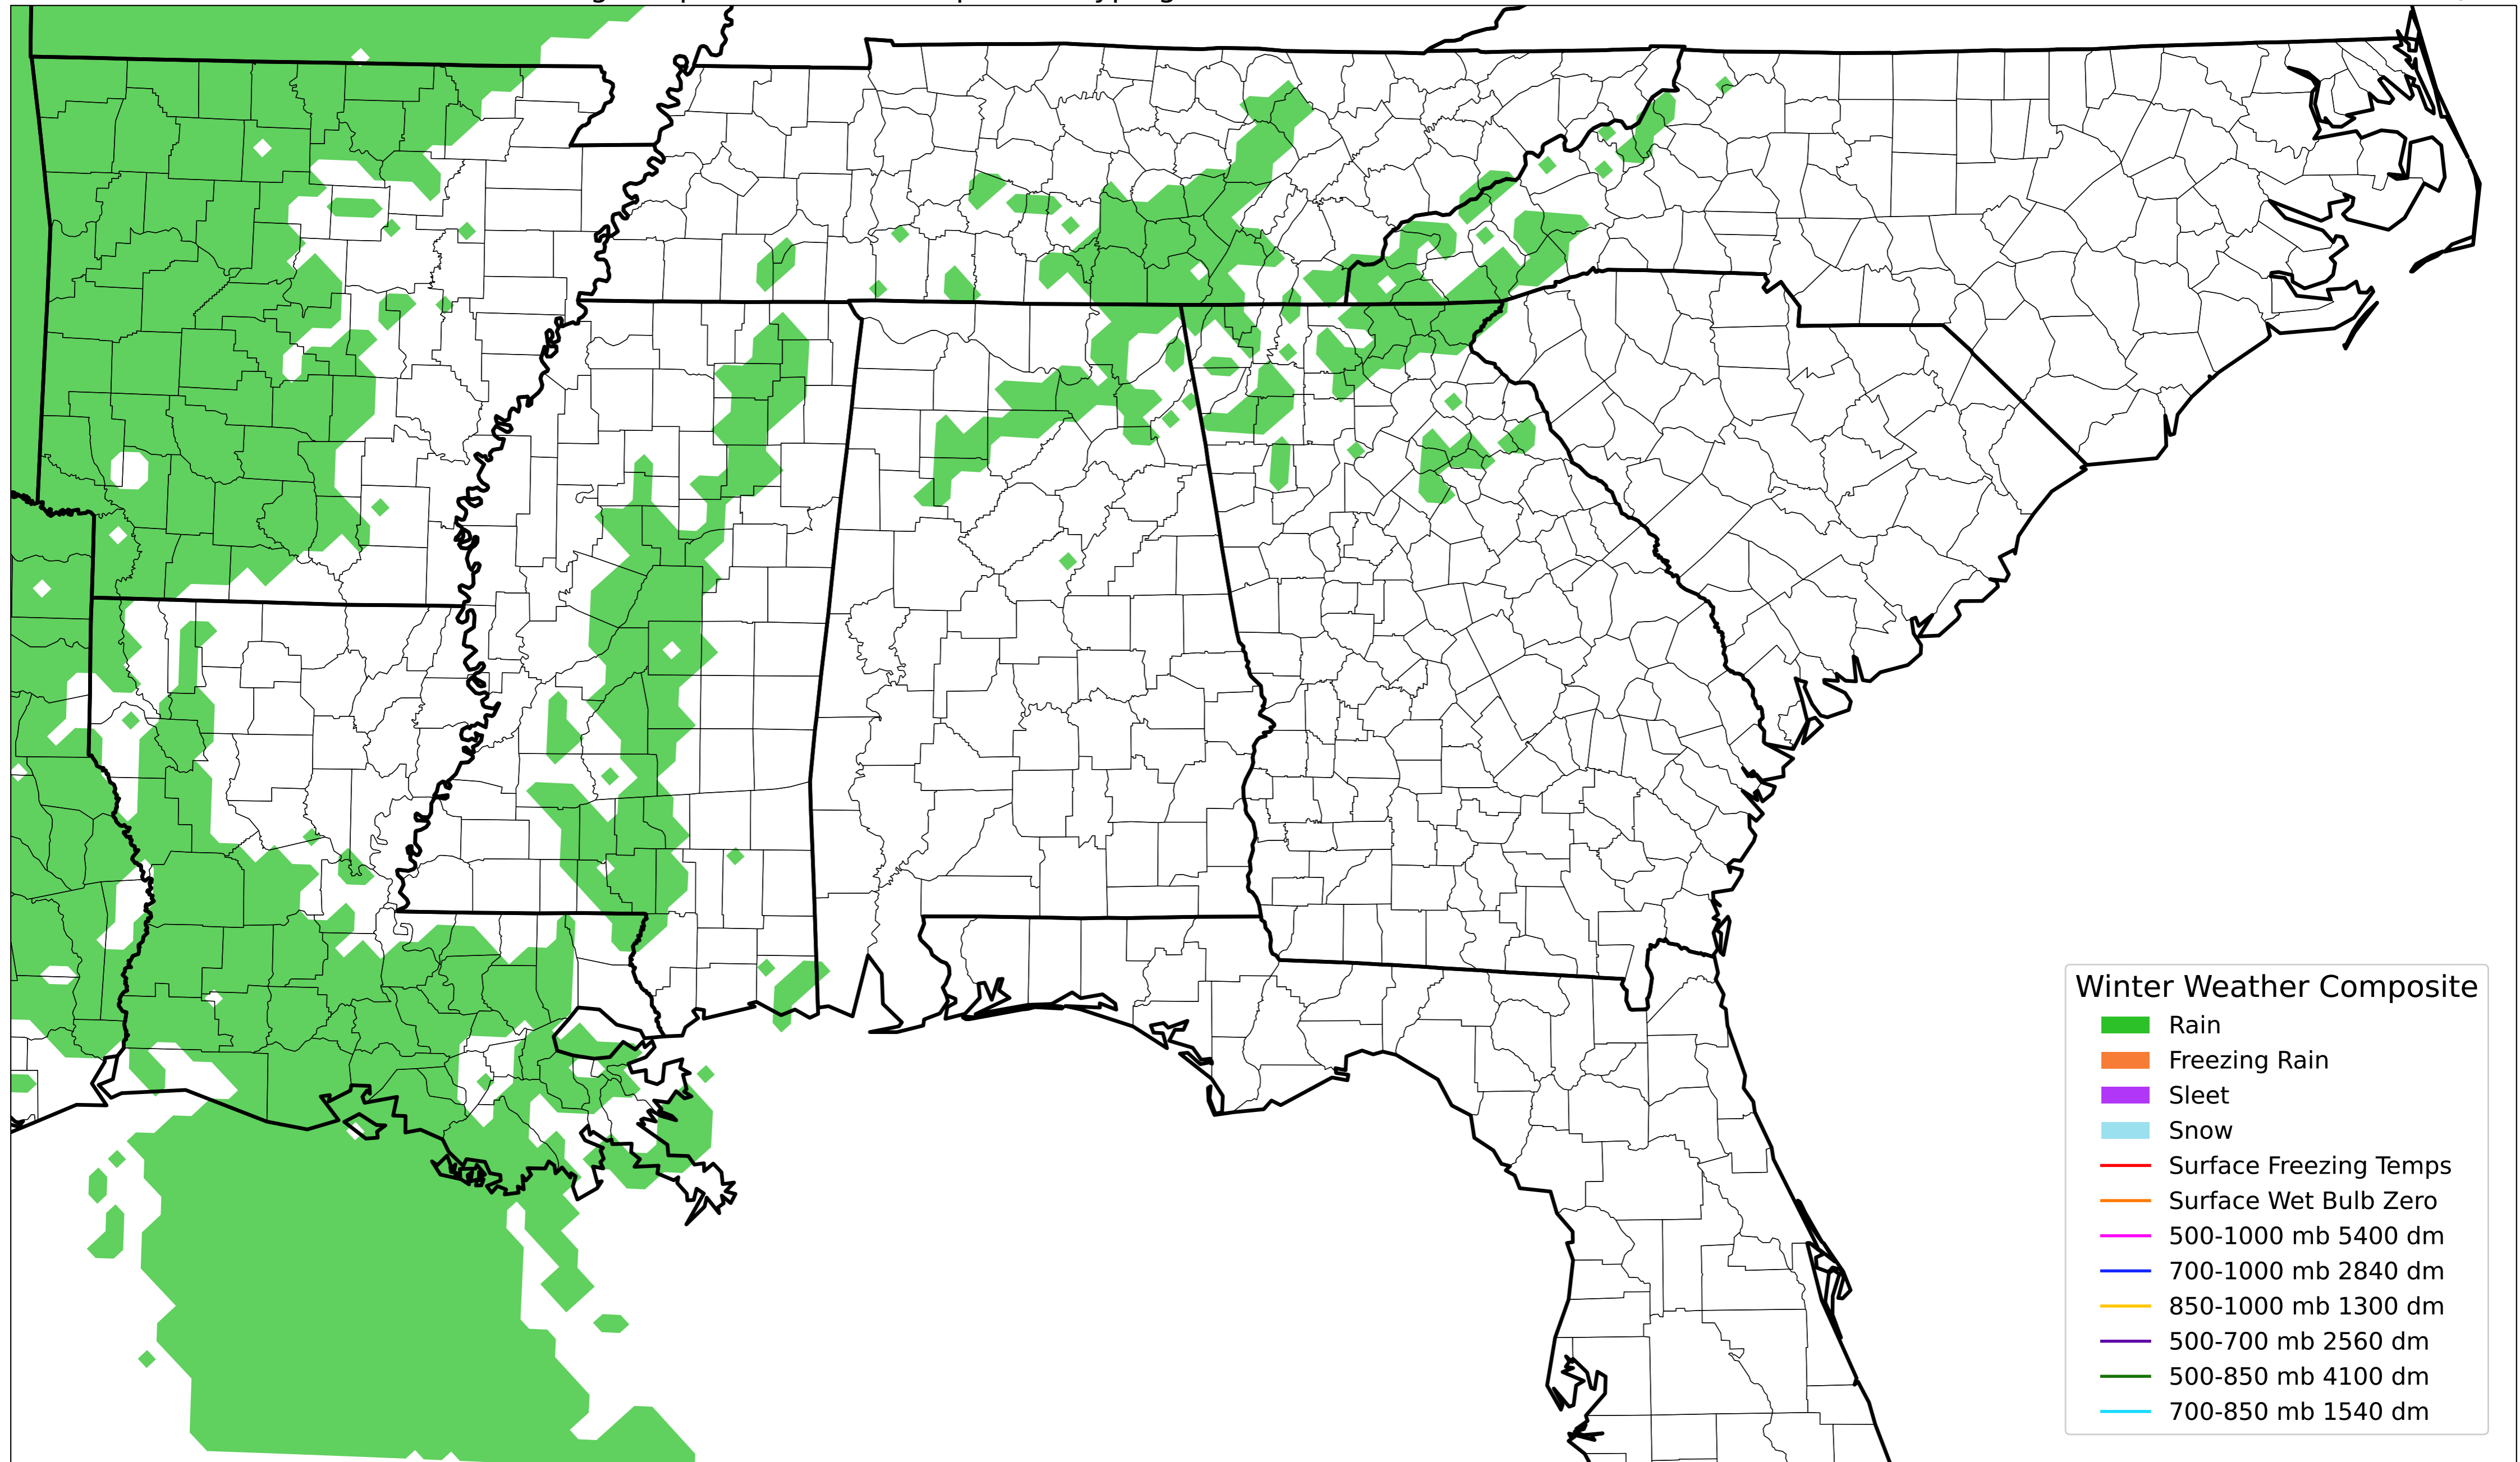 Winter Weather Composite
Rain
Freezing Rain
Sleet
Snow
Surface Freezing Temps
Surface Wet Bulb Zero
500-1000 mb 5400 dm
700-1000 mb 2840 dm
850-1000 mb 1300 dm
500-700 mb 2560 dm
500-850 mb 4100 dm
700-850 mb 1540 dm